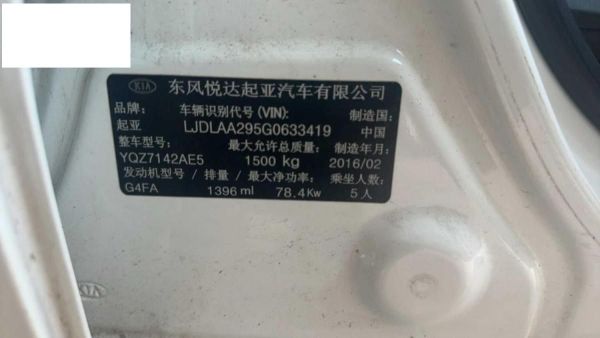 KIA 东风悦达起亚汽车有限公司
品牌: 车辆识别代号(VIN): 制造国:
起亚 LJDLAA295G0633419 中国
整车型号: 最大允许总质量: 制造年月:
YQZ7142AE5 1500 kg 2016/02
发动机型号/排量/最大净功率: 乘坐人数:
G4FA 1396 ml 78.4Kw 5人
KIA